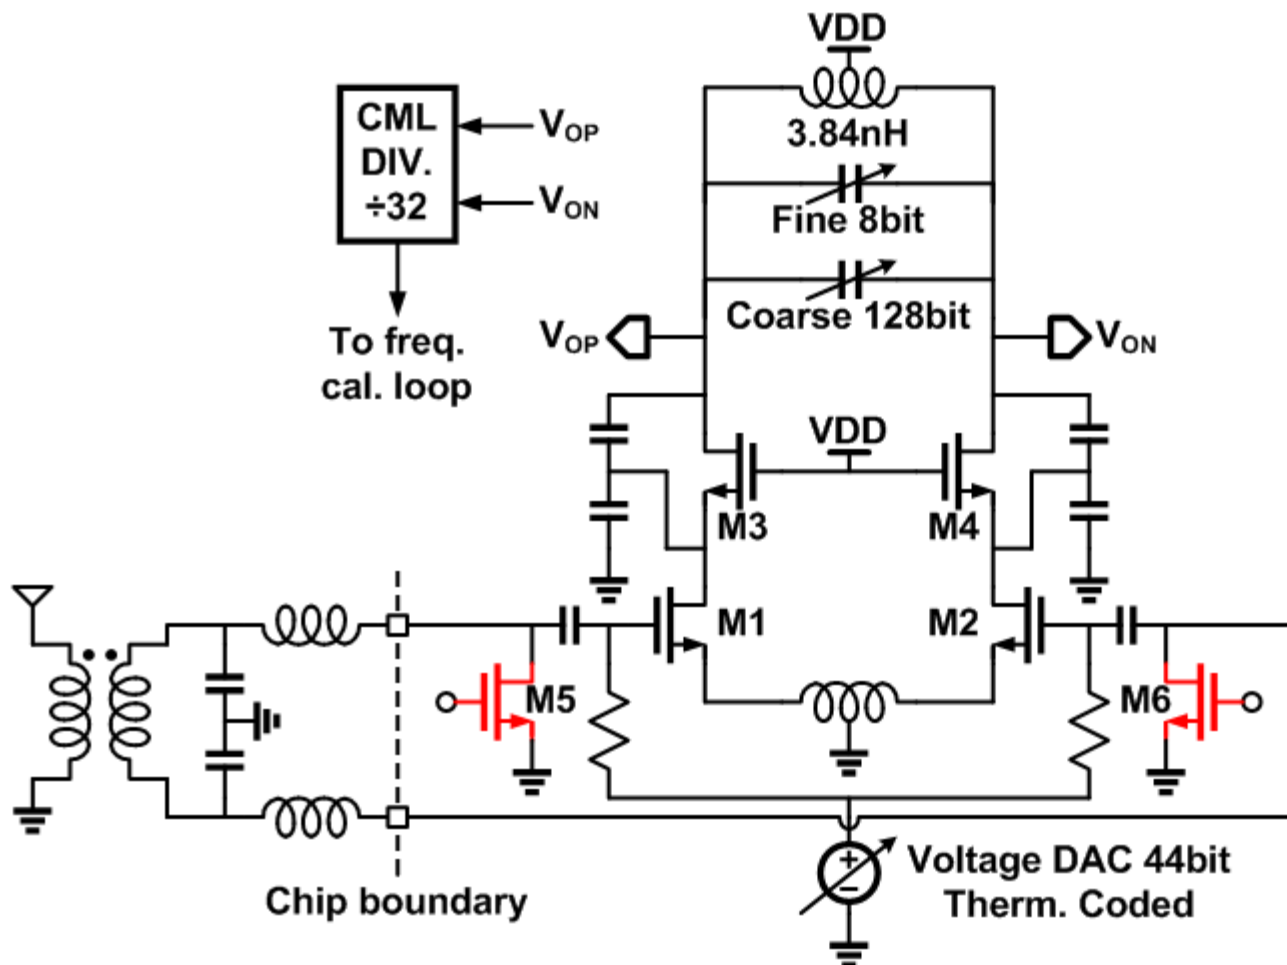 VDD
CML
DIV.
÷32
VOP
VON
3.84nH
Fine 8bit
Coarse 128bit
To freq.
cal. loop
VOP
VON
VDD
M3
M4
M1
M2
M5
M6
+
−
Chip boundary
Voltage DAC 44bit
Therm. Coded